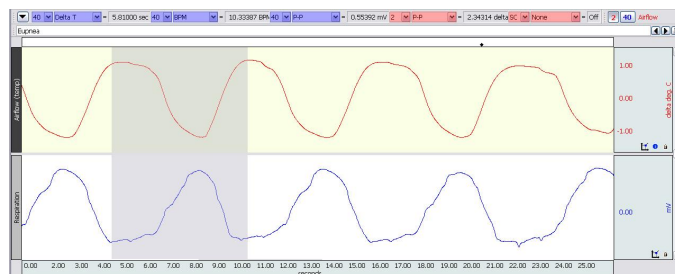 40 Delta T = 5.81000 sec 40 BPM = 10.33387 BPM 40 P-P = 0.55392 mV 2 P-P = 2.34314 delta SC None = Off 2 40 Airflow
Eupnea
Airflow (temp)
1.00
0.00
-1.00
delta deg. C
Respiration
0.00
mV
0.00 2.00 3.00 4.00 5.00 6.00 7.00 8.00 9.00 10.00 11.00 12.00 13.00 14.00 15.00 16.00 17.00 18.00 19.00 20.00 21.00 22.00 23.00 24.00 25.00
seconds